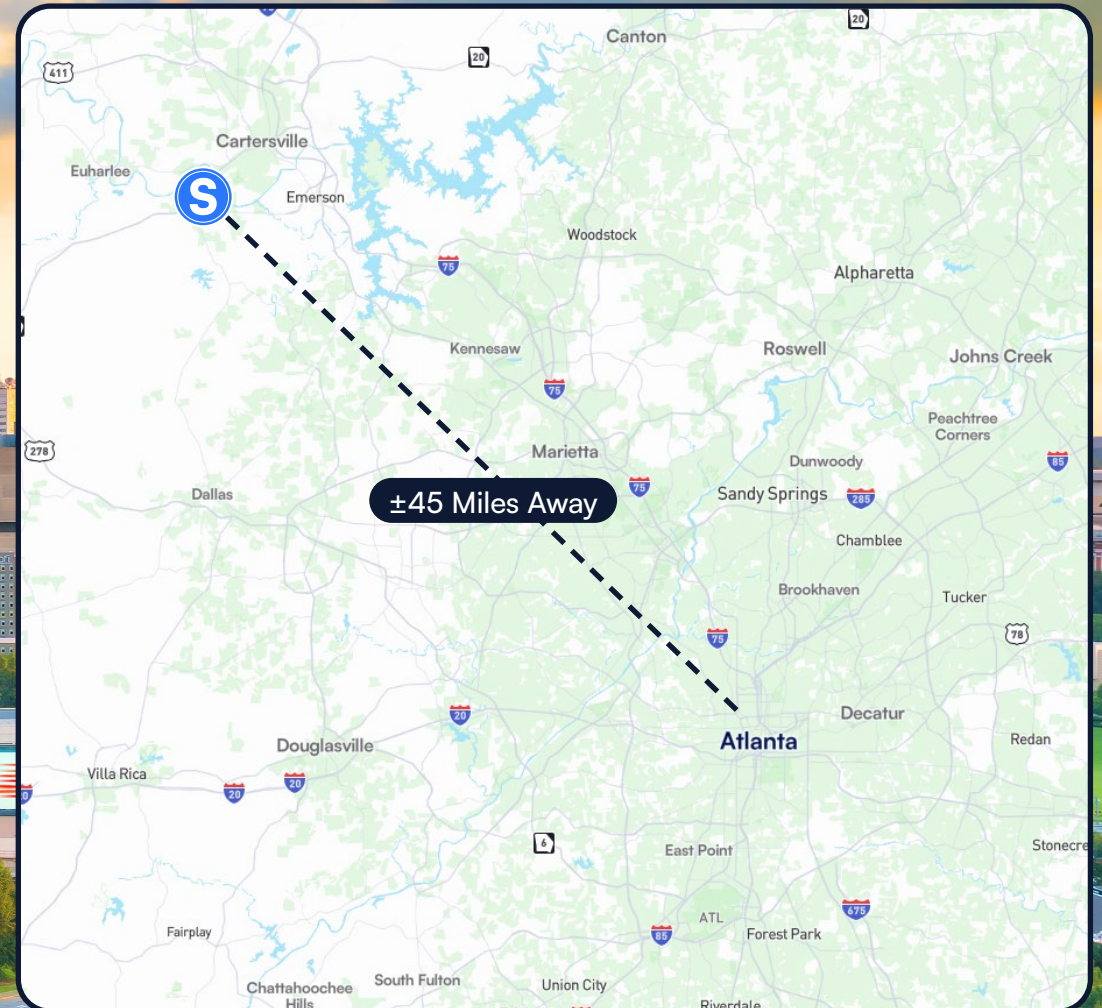 20
Canton
20
411
Cartersville
Euharlee
S
Emerson
Woodstock
75
Alpharetta
Kennesaw
Roswell
Johns Creek
75
Peachtree
Corners
278
Marietta
Dunwoody
85
Dallas
75
Sandy Springs
285
±45 Miles Away
Chamblee
Brookhaven
Tucker
75
78
20
Decatur
Atlanta
Douglasville
Redan
Villa Rica
20
20
6
East Point
Stonecre
675
ATL
Fairplay
85
Forest Park
South Fulton
Union City
Chattahoochee
Hills
Riverdale